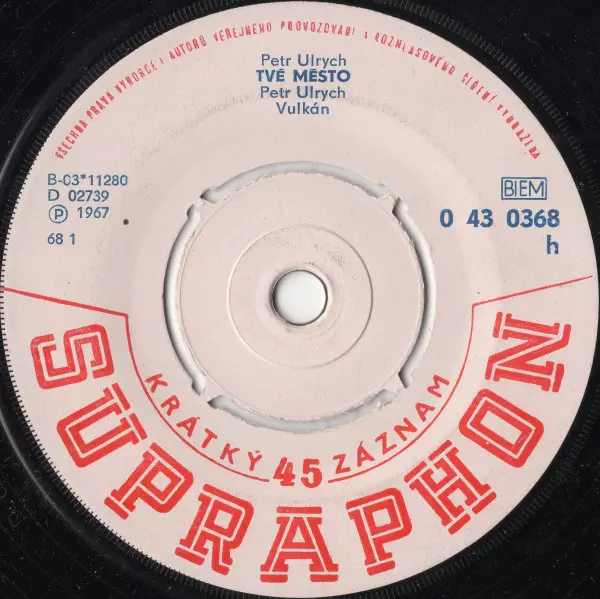 VŠECHNA PRÁVA VÝROBCE I AUTORŮ VEŘEJNÉHO PROVOZOVÁNÍ I ROZHLASOVÉHO ŠÍŘENÍ VYHRAZENA
Petr Ulrych
TVÉ MĚSTO
Petr Ulrych
Vulkán
B-03*11280
D 02739
Ⓟ 1967
68 1
BIEM
0 43 0368
h
KRÁTKÝ 45 ZÁZNAM
SUPRAPHON